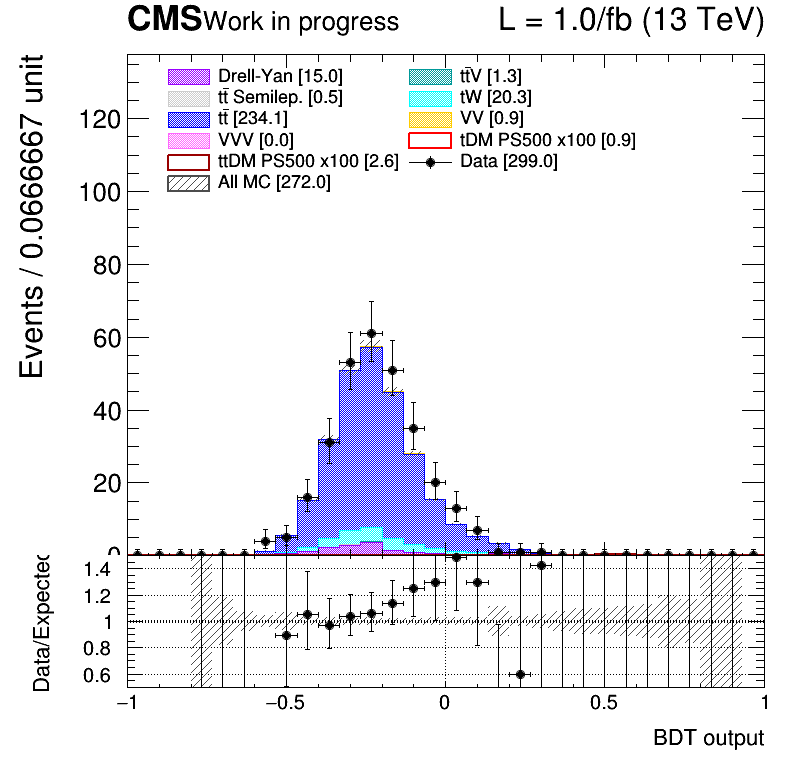 CMS Work in progress L = 1.0/fb (13 TeV)
Events / 0.0666667 unit
Drell-Yan [15.0] tt̄V [1.3]
tt̄ Semilep. [0.5] tW [20.3]
tt̄ [234.1] VV [0.9]
VVV [0.0] tDM PS500 x100 [0.9]
ttDM PS500 x100 [2.6] Data [299.0]
All MC [272.0]
120
100
80
60
40
20
0
Data/Expected
1.4
1.2
1
0.8
0.6
−1 −0.5 0 0.5 1
BDT output